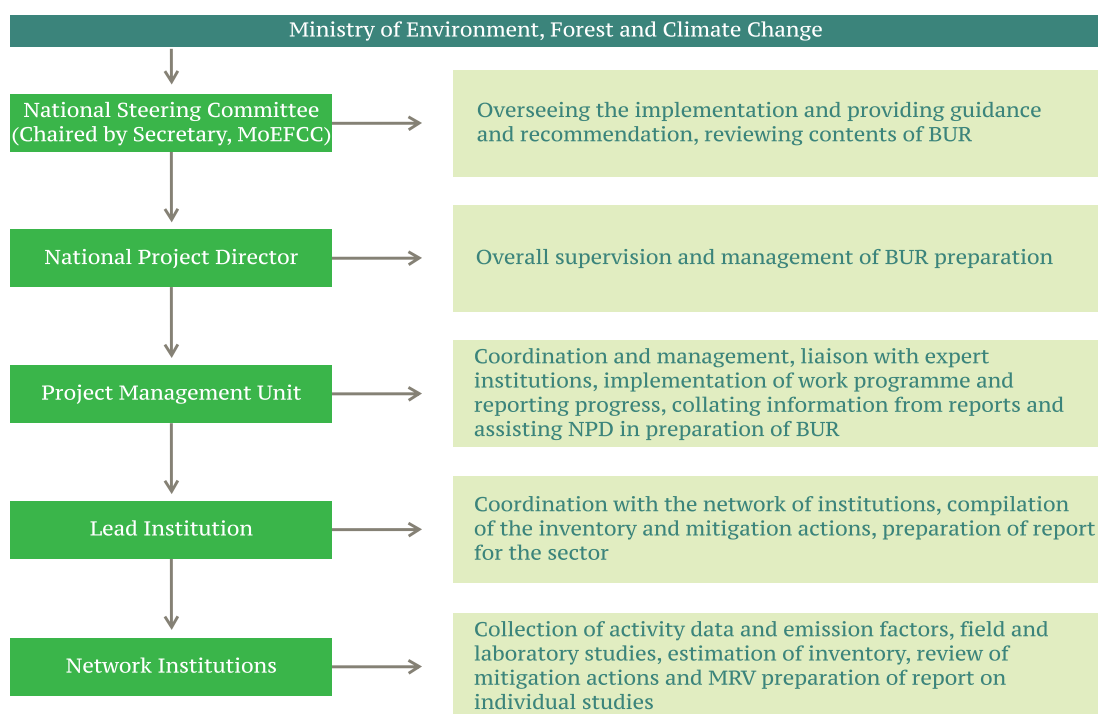 Ministry of Environment, Forest and Climate Change
National Steering Committee
(Chaired by Secretary, MoEFCC)
Overseeing the implementation and providing guidance
and recommendation, reviewing contents of BUR
National Project Director
Overall supervision and management of BUR preparation
Project Management Unit
Coordination and management, liaison with expert
institutions, implementation of work programme and
reporting progress, collating information from reports and
assisting NPD in preparation of BUR
Lead Institution
Coordination with the network of institutions, compilation
of the inventory and mitigation actions, preparation of report
for the sector
Network Institutions
Collection of activity data and emission factors, field and
laboratory studies, estimation of inventory, review of
mitigation actions and MRV preparation of report on
individual studies